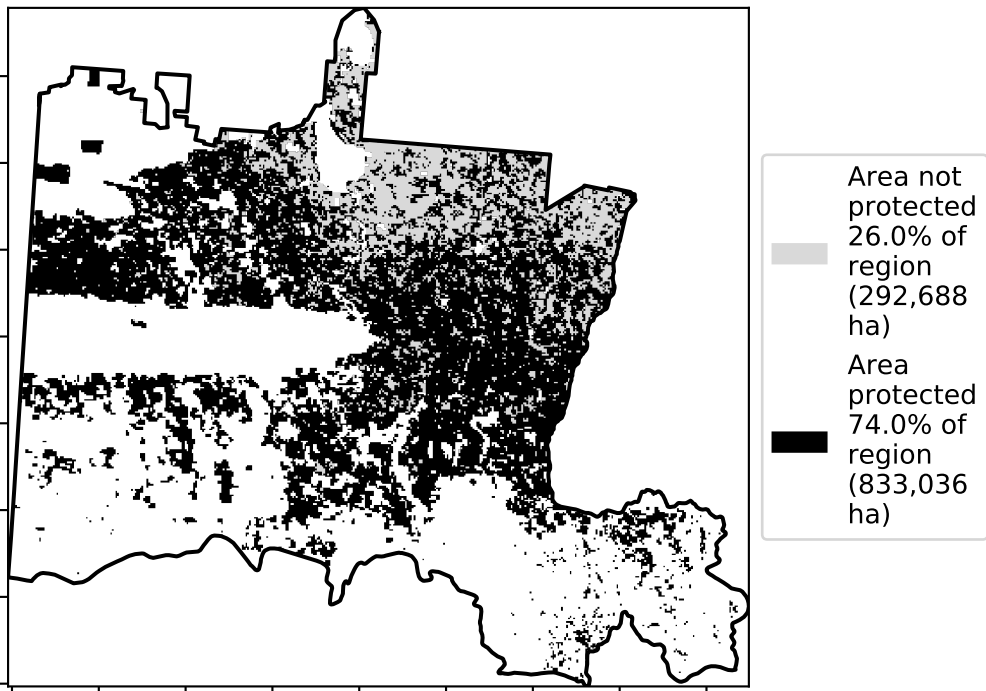 Area not
protected
26.0% of
region
(292,688
ha)
Area
protected
74.0% of
region
(833,036
ha)